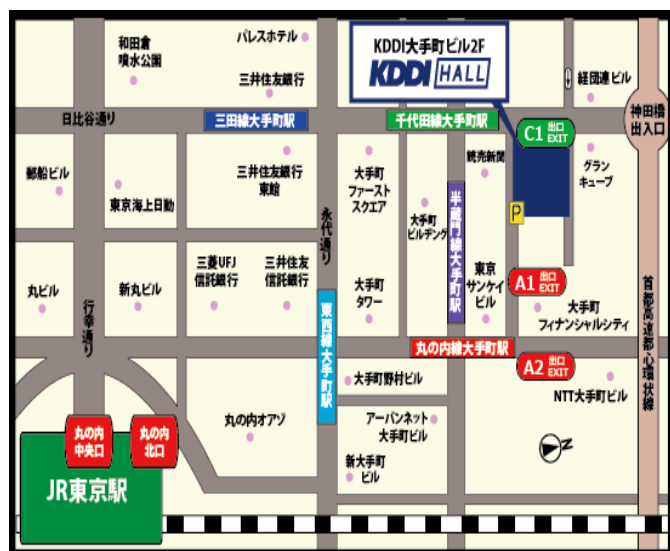 和田倉
噴水公園
パレスホテル
三井住友銀行
KDDI大手町ビル2F
KDDI HALL
経団連ビル
日比谷通り
三田線大手町駅
千代田線大手町駅
C1 出口
EXIT
神田橋
出入口
郵船ビル
東京海上日動
三井住友銀行
東館
大手町
ファースト
スクエア
大手町
ビルヂング
読売新聞
グラン
キューブ
P
永代通り
半蔵門線大手町駅
丸ビル
行幸通り
新丸ビル
三菱UFJ
信託銀行
三井住友
信託銀行
東西線大手町駅
大手町
タワー
東京
サンケイ
ビル
A1 出口
EXIT
大手町
フィナンシャルシティ
首都高速都心環状線
丸の内線大手町駅
A2 出口
EXIT
大手町野村ビル
NTT大手町ビル
丸の内
中央口
丸の内
北口
丸の内オアゾ
アーバンネット
大手町ビル
新大手町
ビル
N
JR東京駅